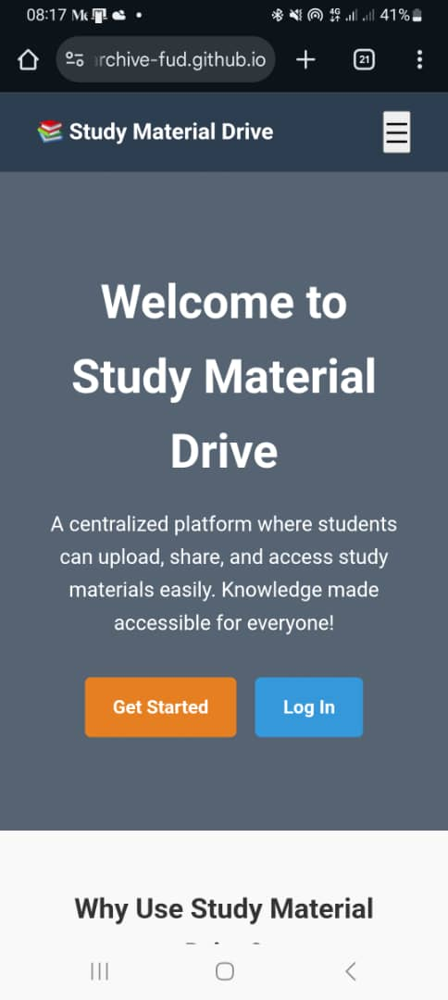 08:17
41%
rchive-fud.github.io
21
Study Material Drive
Welcome to
Study Material
Drive
A centralized platform where students
can upload, share, and access study
materials easily. Knowledge made
accessible for everyone!
Get Started
Log In
Why Use Study Material